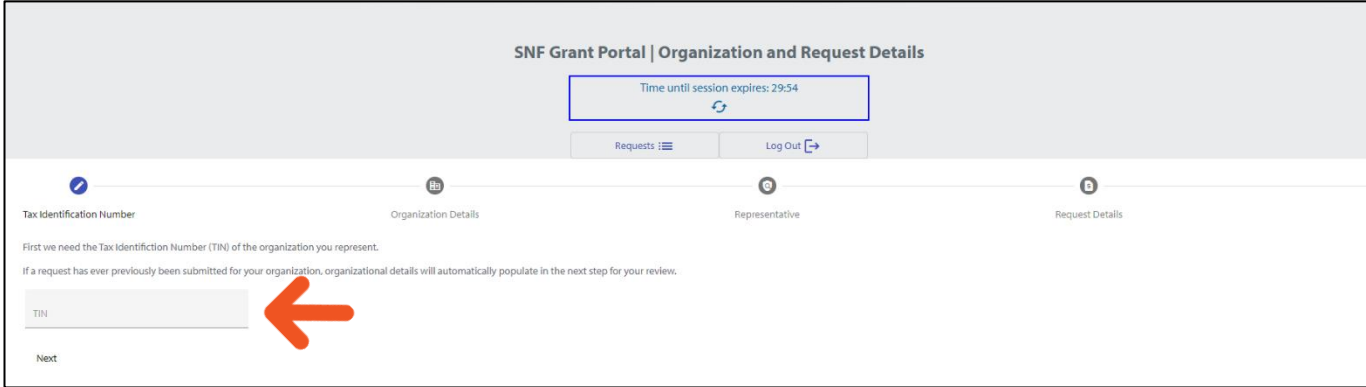 SNF Grant Portal | Organization and Request Details
Time until session expires: 29:54
Requests
Log Out
Tax Identification Number
Organization Details
Representative
Request Details
First we need the Tax Identifiction Number (TIN) of the organization you represent.
If a request has ever previously been submitted for your organization, organizational details will automatically populate in the next step for your review.
TIN
Next